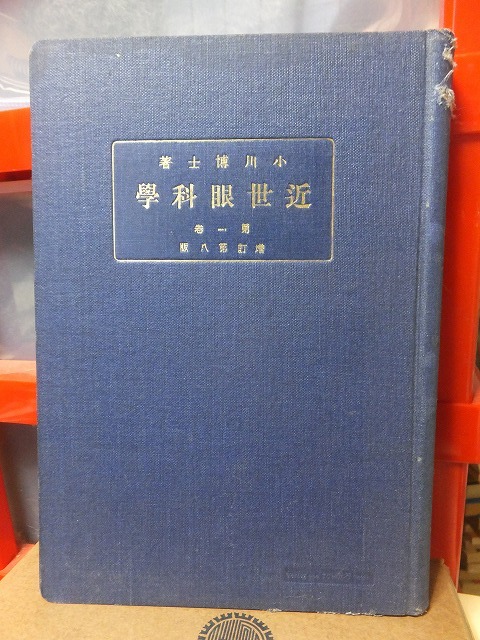 小川博士著
近世眼科學
第一卷
增訂第八版